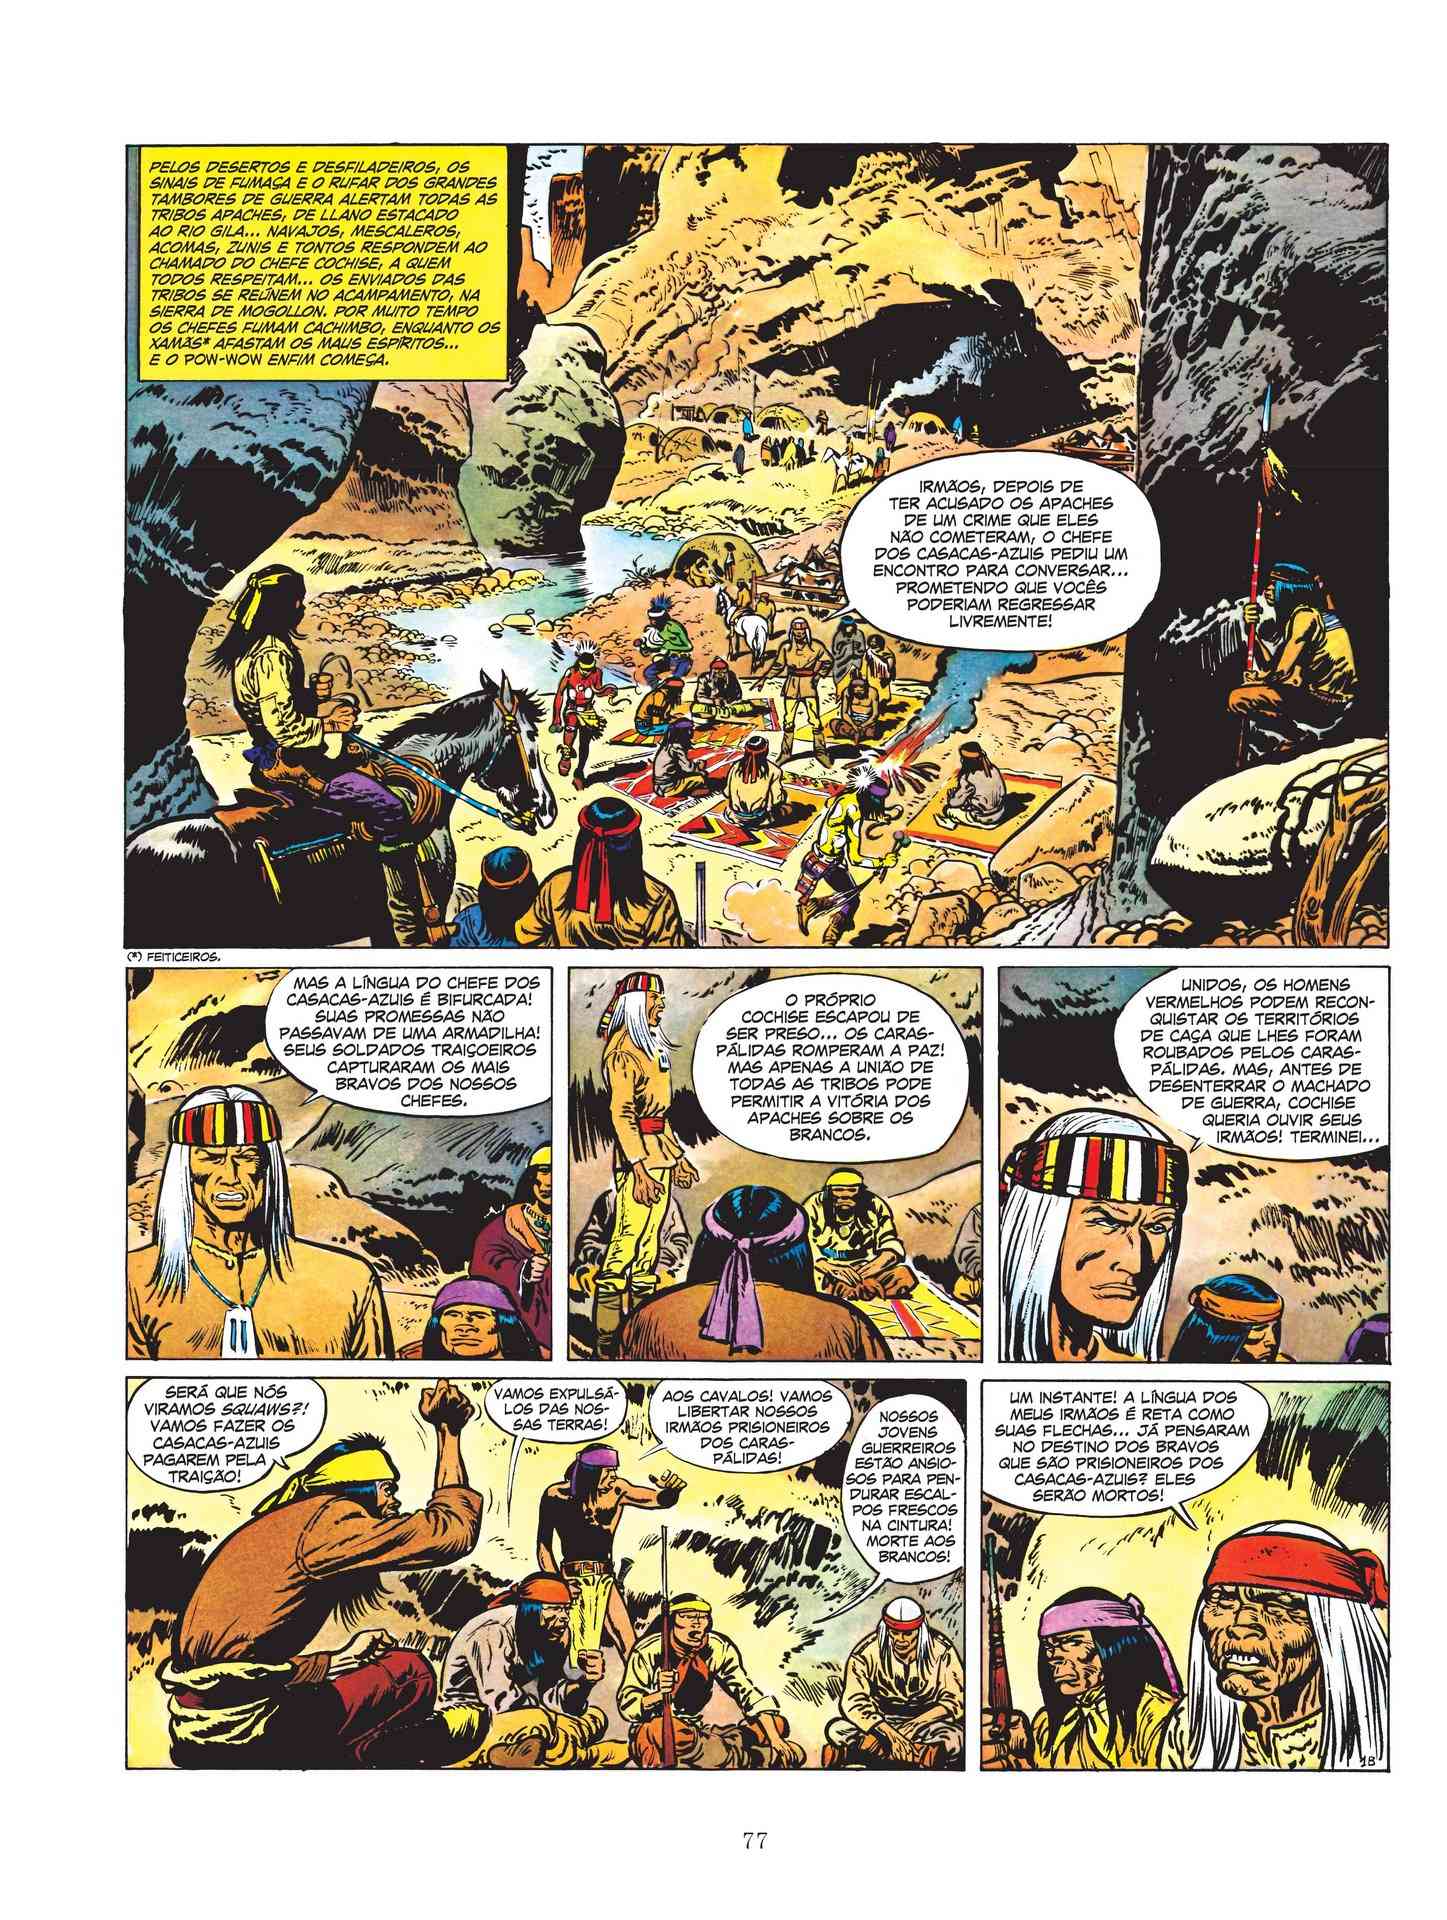 PELOS DESERTOS E DESFILADEIROS, OS
SINAIS DE FUMAÇA E O RUFAR DOS GRANDES
TAMBORES DE GUERRA ALERTAM TODAS AS
TRIBOS APACHES, DE LLANO ESTACADO
AO RIO GILA... NAVAJOS, MESCALEROS,
ACOMAS, ZUNIS E TONTOS RESPONDEM AO
CHAMADO DO CHEFE COCHISE, A QUEM
TODOS RESPEITAM... OS ENVIADOS DAS
TRIBOS SE REÚNEM NO ACAMPAMENTO, NA
SIERRA DE MOGOLLON. POR MUITO TEMPO
OS CHEFES FUMAM CACHIMBO, ENQUANTO OS
XAMÃS* AFASTAM OS MAUS ESPÍRITOS...
E O POW-WOW ENFIM COMEÇA.
IRMÃOS, DEPOIS DE
TER ACUSADO OS APACHES
DE UM CRIME QUE ELES
NÃO COMETERAM, O CHEFE
DOS CASACAS-AZUIS PEDIU UM
ENCONTRO PARA CONVERSAR...
PROMETENDO QUE VOCÊS
PODERIAM REGRESSAR
LIVREMENTE!
(*) FEITICEIROS.
MAS A LÍNGUA DO CHEFE DOS
CASACAS-AZUIS É BIFURCADA!
SUAS PROMESSAS NÃO
PASSAVAM DE UMA ARMADILHA!
SEUS SOLDADOS TRAIÇOEIROS
CAPTURARAM OS MAIS
BRAVOS DOS NOSSOS
CHEFES.
O PRÓPRIO
COCHISE ESCAPOU DE
SER PRESO... OS CARAS-
PÁLIDAS ROMPERAM A PAZ!
MAS APENAS A UNIÃO DE
TODAS AS TRIBOS PODE
PERMITIR A VITÓRIA DOS
APACHES SOBRE OS
BRANCOS.
UNIDOS, OS HOMENS
VERMELHOS PODEM RECON-
QUISTAR OS TERRITÓRIOS
DE CAÇA QUE LHES FORAM
ROUBADOS PELOS CARAS-
PÁLIDAS. MAS, ANTES DE
DESENTERRAR O MACHADO
DE GUERRA, COCHISE
QUERIA OUVIR SEUS
IRMÃOS! TERMINEI...
SERÁ QUE NÓS
VIRAMOS SQUAWS?!
VAMOS FAZER OS
CASACAS-AZUIS
PAGAREM PELA
TRAIÇÃO!
VAMOS EXPULSÁ-
LOS DAS NOS-
SAS TERRAS!
AOS CAVALOS! VAMOS
LIBERTAR NOSSOS
IRMÃOS PRISIONEIROS
DOS CARAS-
PÁLIDAS!
NOSSOS
JOVENS
GUERREIROS
ESTÃO ANSIO-
SOS PARA PEN-
DURAR ESCAL-
POS FRESCOS
NA CINTURA!
MORTE AOS
BRANCOS!
UM INSTANTE! A LÍNGUA DOS
MEUS IRMÃOS É RETA COMO
SUAS FLECHAS... JÁ PENSARAM
NO DESTINO DOS BRAVOS
QUE SÃO PRISIONEIROS DOS
CASACAS-AZUIS? ELES
SERÃO MORTOS!
1B
77